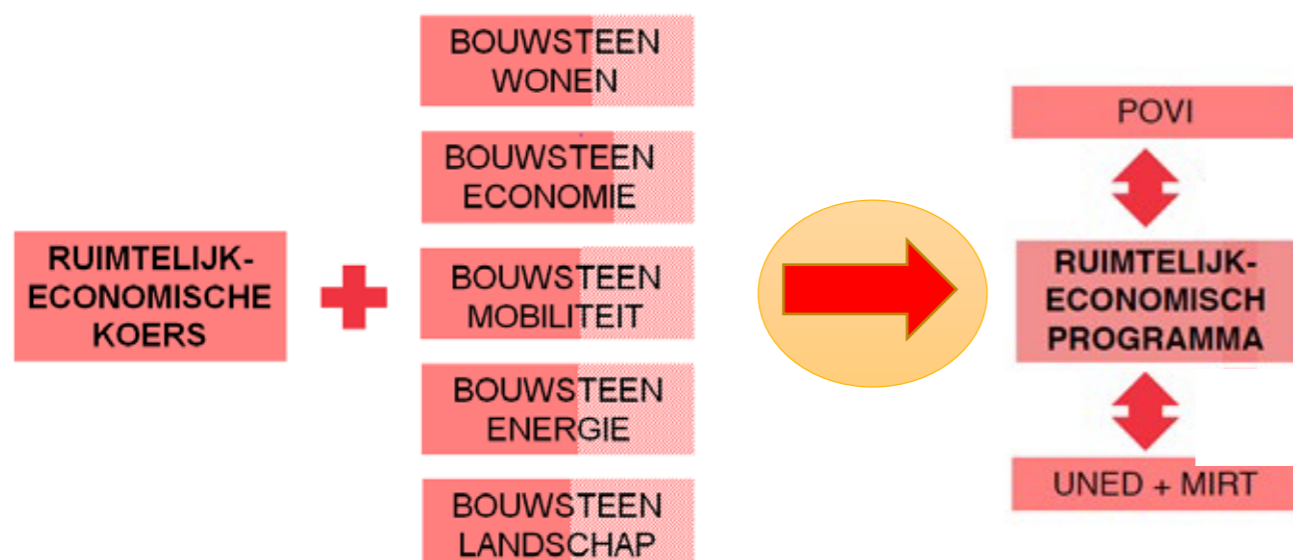 RUIMTELIJK-
ECONOMISCHE
KOERS
BOUWSTEEN
WONEN
BOUWSTEEN
ECONOMIE
BOUWSTEEN
MOBILITEIT
BOUWSTEEN
ENERGIE
BOUWSTEEN
LANDSCHAP
POVI
RUIMTELIJK-
ECONOMISCH
PROGRAMMA
UNED + MIRT